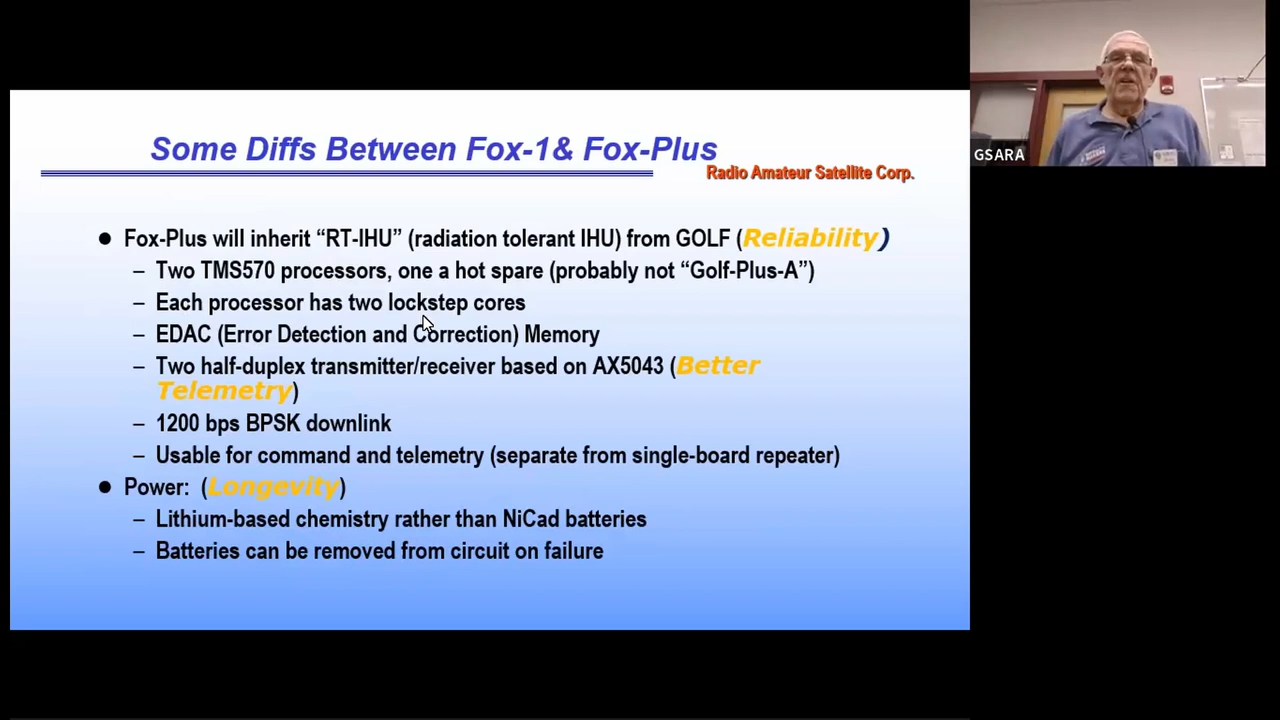 Some Diffs Between Fox-1& Fox-Plus
Radio Amateur Satellite Corp.
● Fox-Plus will inherit “RT-IHU” (radiation tolerant IHU) from GOLF (Reliability)
– Two TMS570 processors, one a hot spare (probably not “Golf-Plus-A”)
– Each processor has two lockstep cores
– EDAC (Error Detection and Correction) Memory
– Two half-duplex transmitter/receiver based on AX5043 (Better
Telemetry)
– 1200 bps BPSK downlink
– Usable for command and telemetry (separate from single-board repeater)
● Power: (Longevity)
– Lithium-based chemistry rather than NiCad batteries
– Batteries can be removed from circuit on failure
GSARA